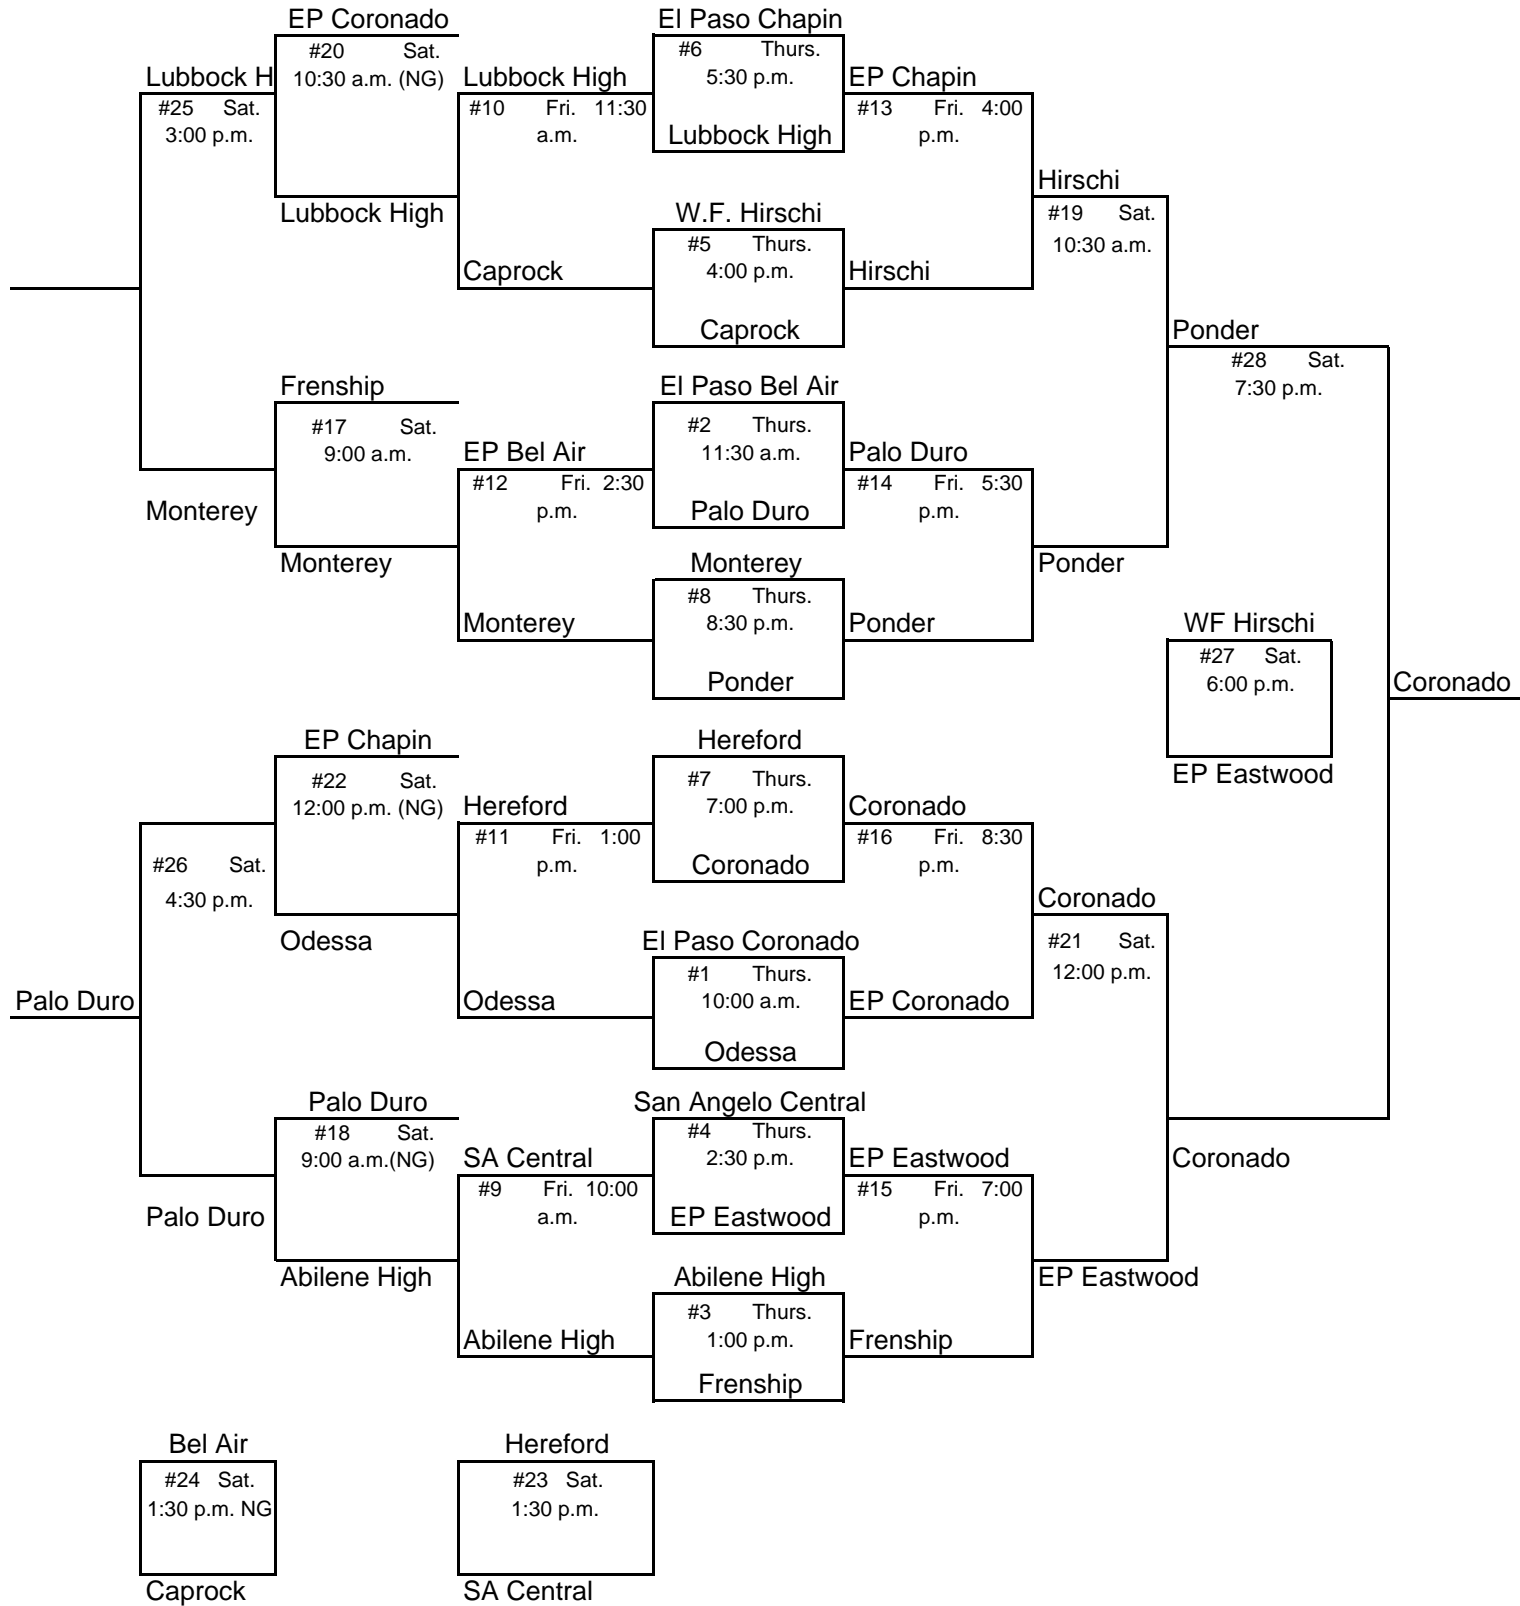 EP Coronado El Paso Chapin
#20 Sat. #6 Thurs.
Lubbock H 10:30 a.m. (NG) Lubbock High 5:30 p.m. EP Chapin
#25 Sat. #10 Fri. 11:30 #13 Fri. 4:00
3:00 p.m. a.m. Lubbock High p.m.
Hirschi
Lubbock High W.F. Hirschi #19 Sat.
#5 Thurs. 10:30 a.m.
Caprock 4:00 p.m. Hirschi
Caprock Ponder
#28 Sat.
Frenship El Paso Bel Air 7:30 p.m.
#17 Sat. #2 Thurs.
9:00 a.m. EP Bel Air 11:30 a.m. Palo Duro
#12 Fri. 2:30 #14 Fri. 5:30
Monterey p.m. Palo Duro p.m.
Monterey Monterey Ponder
#8 Thurs.
Monterey 8:30 p.m. Ponder WF Hirschi
#27 Sat.
Ponder 6:00 p.m. Coronado
EP Chapin Hereford
#22 Sat. #7 Thurs. EP Eastwood
12:00 p.m. (NG) Hereford 7:00 p.m. Coronado
#11 Fri. 1:00 #16 Fri. 8:30
#26 Sat. p.m. Coronado p.m.
4:30 p.m. Coronado
Odessa El Paso Coronado #21 Sat.
#1 Thurs. 12:00 p.m.
Palo Duro Odessa 10:00 a.m. EP Coronado
Odessa
Palo Duro San Angelo Central
#18 Sat. #4 Thurs.
9:00 a.m.(NG) SA Central 2:30 p.m. EP Eastwood Coronado
#9 Fri. 10:00 #15 Fri. 7:00
Palo Duro a.m. EP Eastwood p.m.
Abilene High Abilene High EP Eastwood
#3 Thurs.
Abilene High 1:00 p.m. Frenship
Frenship
Bel Air Hereford
#24 Sat. #23 Sat.
1:30 p.m. NG 1:30 p.m.
Caprock SA Central